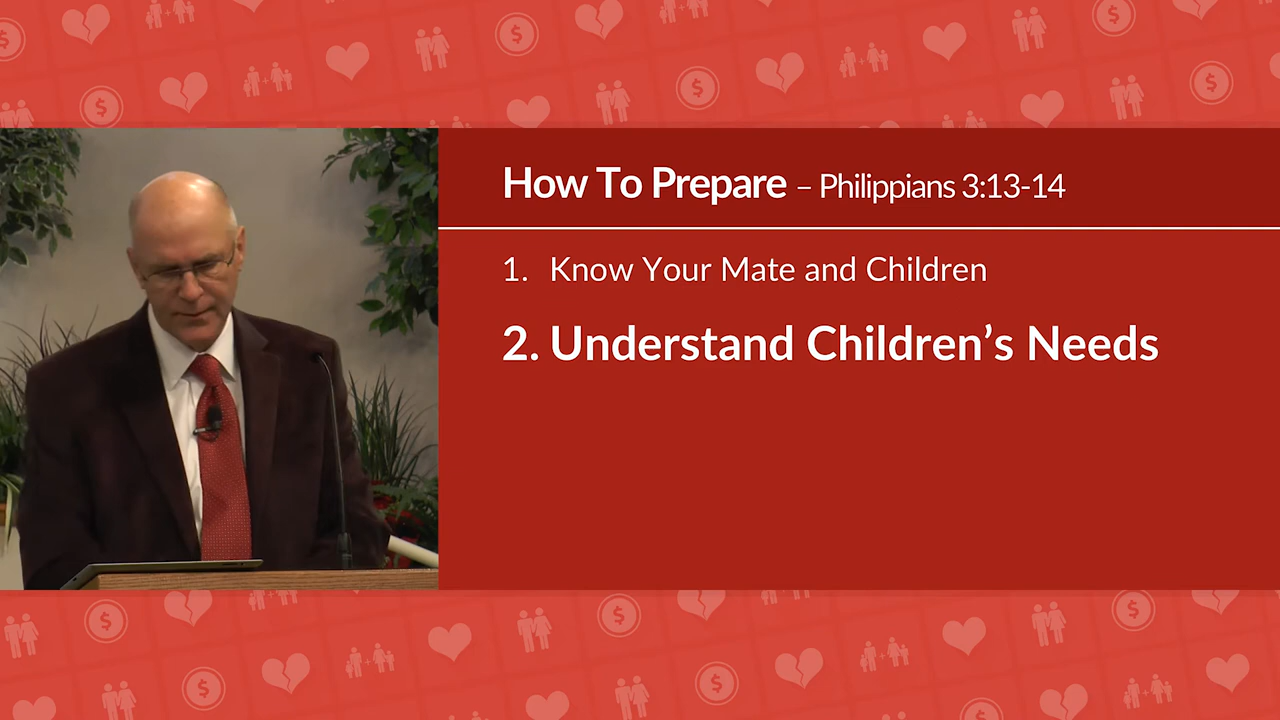 How To Prepare – Philippians 3:13-14
1. Know Your Mate and Children
2. Understand Children’s Needs